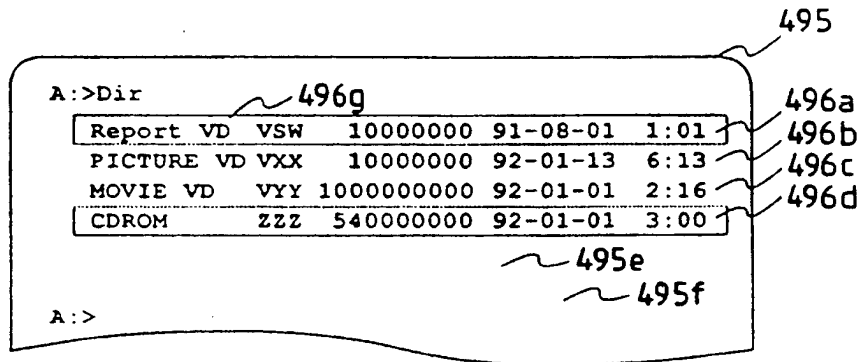 495
A:>Dir
496g
496a
Report VD VSW 10000000 91-08-01 1:01
496b
PICTURE VD VXX 10000000 92-01-13 6:13
496c
MOVIE VD VYY 1000000000 92-01-01 2:16
496d
CDROM ZZZ 540000000 92-01-01 3:00
495e
495f
A:>